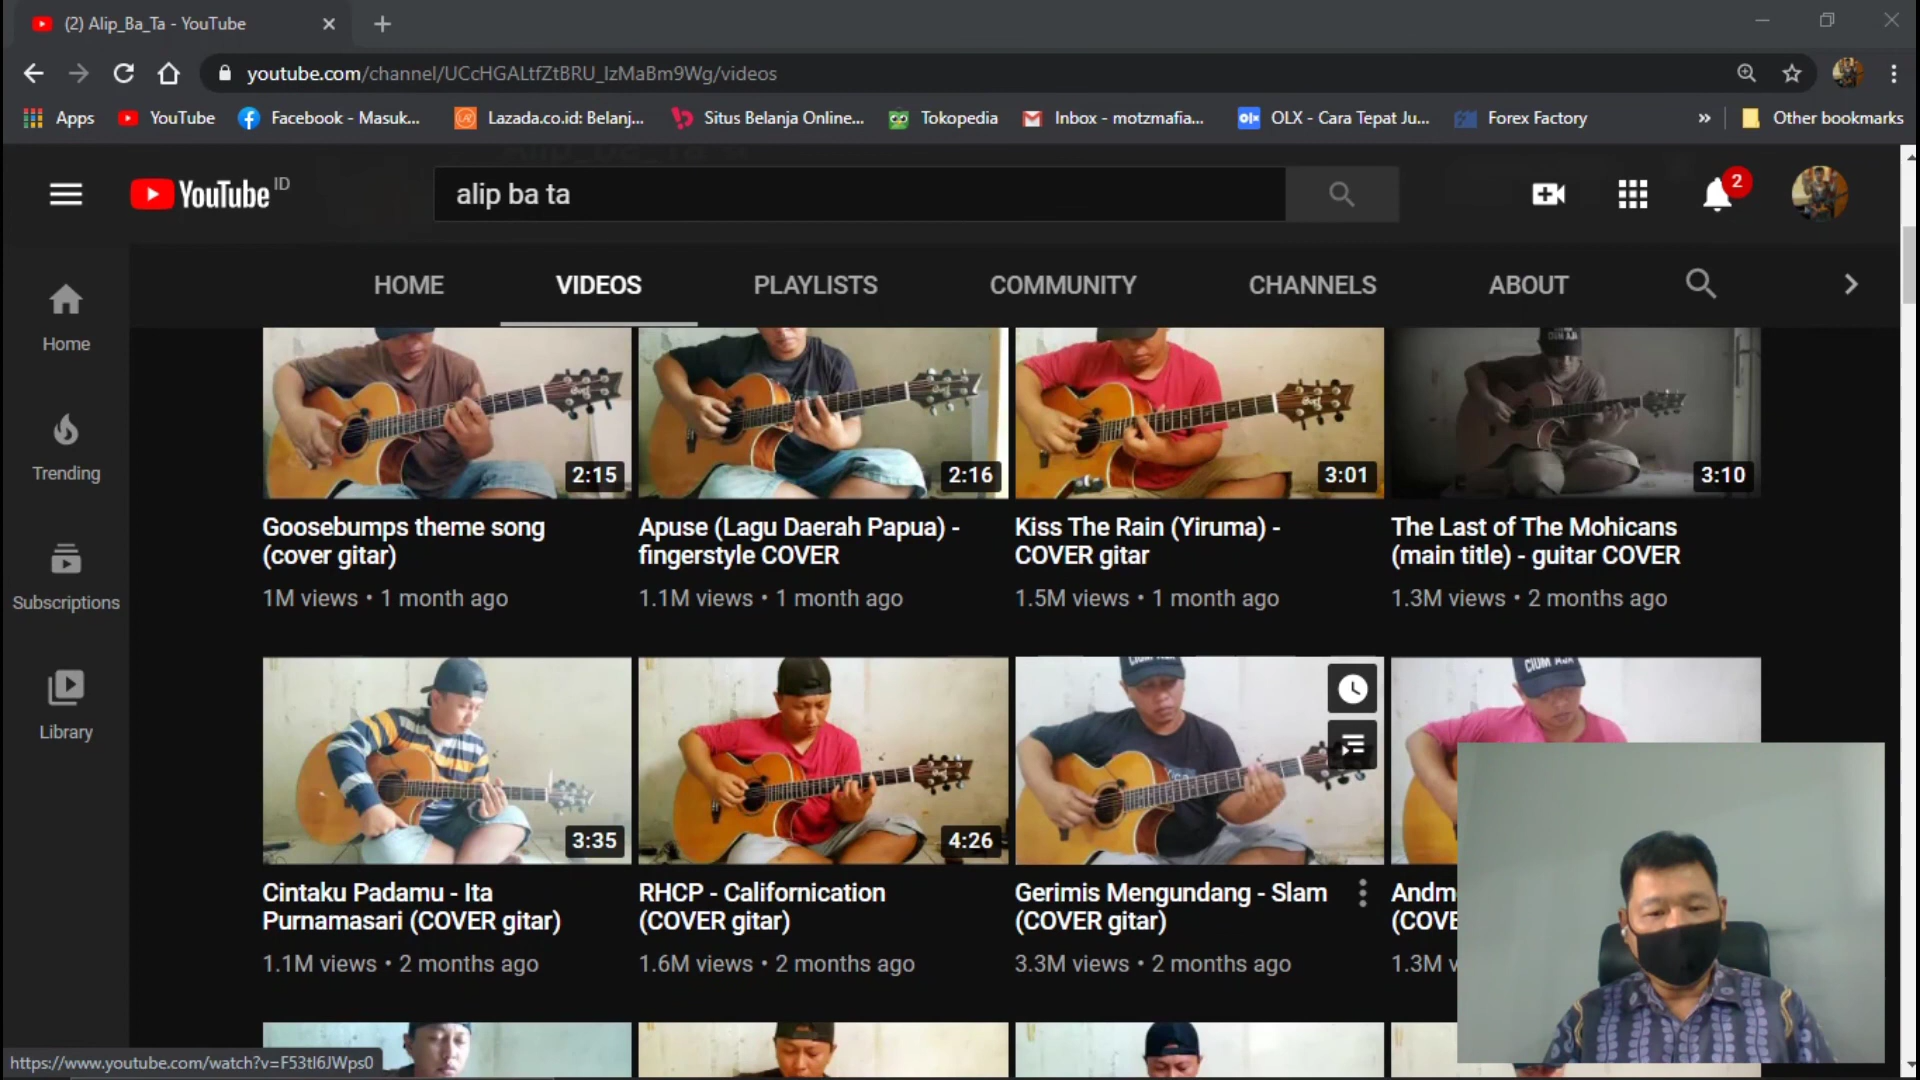 (2) Alip_Ba_Ta - YouTube
youtube.com/channel/UCcHGALtfZtBRU_IzMaBm9Wg/videos
Apps YouTube Facebook - Masuk... Lazada.co.id: Belanj... Situs Belanja Online... Tokopedia Inbox - motzmafia... OLX - Cara Tepat Ju... Forex Factory » Other bookmarks
YouTube ID
alip ba ta
2
HOME VIDEOS PLAYLISTS COMMUNITY CHANNELS ABOUT
Home
Trending
Subscriptions
Library
2:15 2:16 3:01 3:10
Goosebumps theme song
(cover gitar)
1M views • 1 month ago
Apuse (Lagu Daerah Papua) -
fingerstyle COVER
1.1M views • 1 month ago
Kiss The Rain (Yiruma) -
COVER gitar
1.5M views • 1 month ago
The Last of The Mohicans
(main title) - guitar COVER
1.3M views • 2 months ago
3:35 4:26
Cintaku Padamu - Ita
Purnamasari (COVER gitar)
1.1M views • 2 months ago
RHCP - Californication
(COVER gitar)
1.6M views • 2 months ago
Gerimis Mengundang - Slam
(COVER gitar)
3.3M views • 2 months ago
Andm
(COVE
1.3M v
https://www.youtube.com/watch?v=F53tI6JWps0